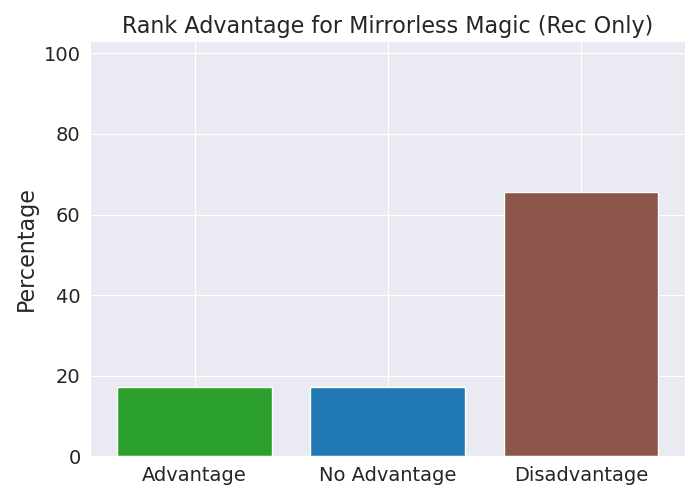 Rank Advantage for Mirrorless Magic (Rec Only)
100
80
60
40
20
0
Percentage
Advantage
No Advantage
Disadvantage